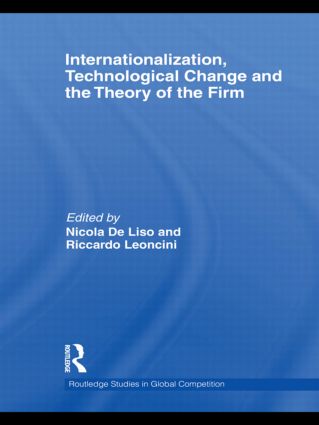 Internationalization,
Technological Change and
the Theory of the Firm
Edited by
Nicola De Liso and
Riccardo Leoncini
ROUTLEDGE
Routledge Studies in Global Competition